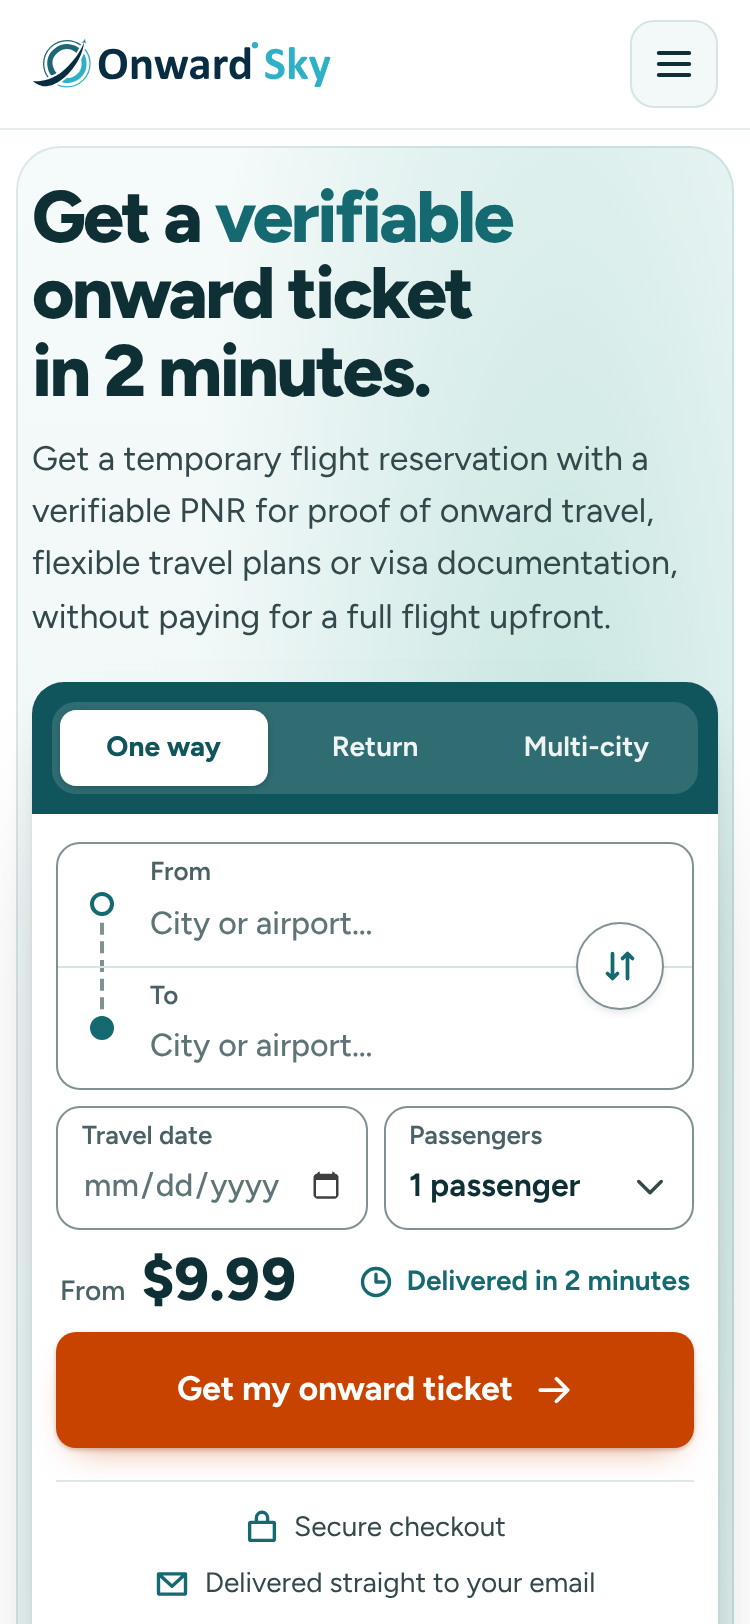 Onward Sky
Get a verifiable
onward ticket
in 2 minutes.
Get a temporary flight reservation with a
verifiable PNR for proof of onward travel,
flexible travel plans or visa documentation,
without paying for a full flight upfront.
One way Return Multi-city
From
City or airport...
To
City or airport...
Travel date Passengers
mm/dd/yyyy 1 passenger
From $9.99 Delivered in 2 minutes
Get my onward ticket →
Secure checkout
Delivered straight to your email